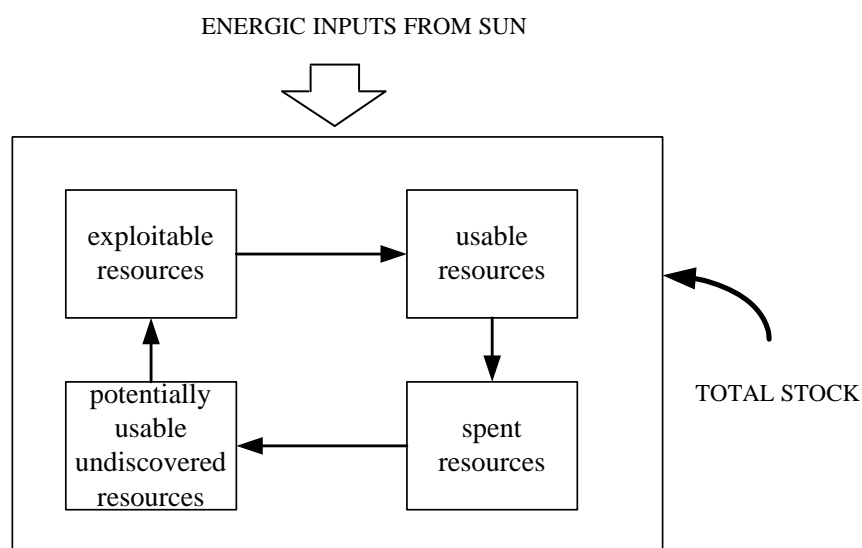 ENERGIC INPUTS FROM SUN
exploitable
resources
usable
resources
potentially
usable
undiscovered
resources
spent
resources
TOTAL STOCK